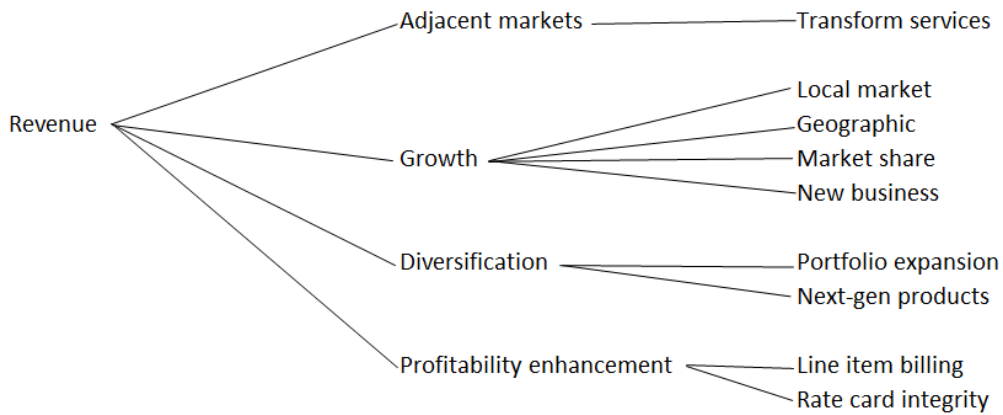 Adjacent markets
Transform services
Revenue
Local market
Geographic
Growth
Market share
New business
Diversification
Portfolio expansion
Next-gen products
Profitability enhancement
Line item billing
Rate card integrity